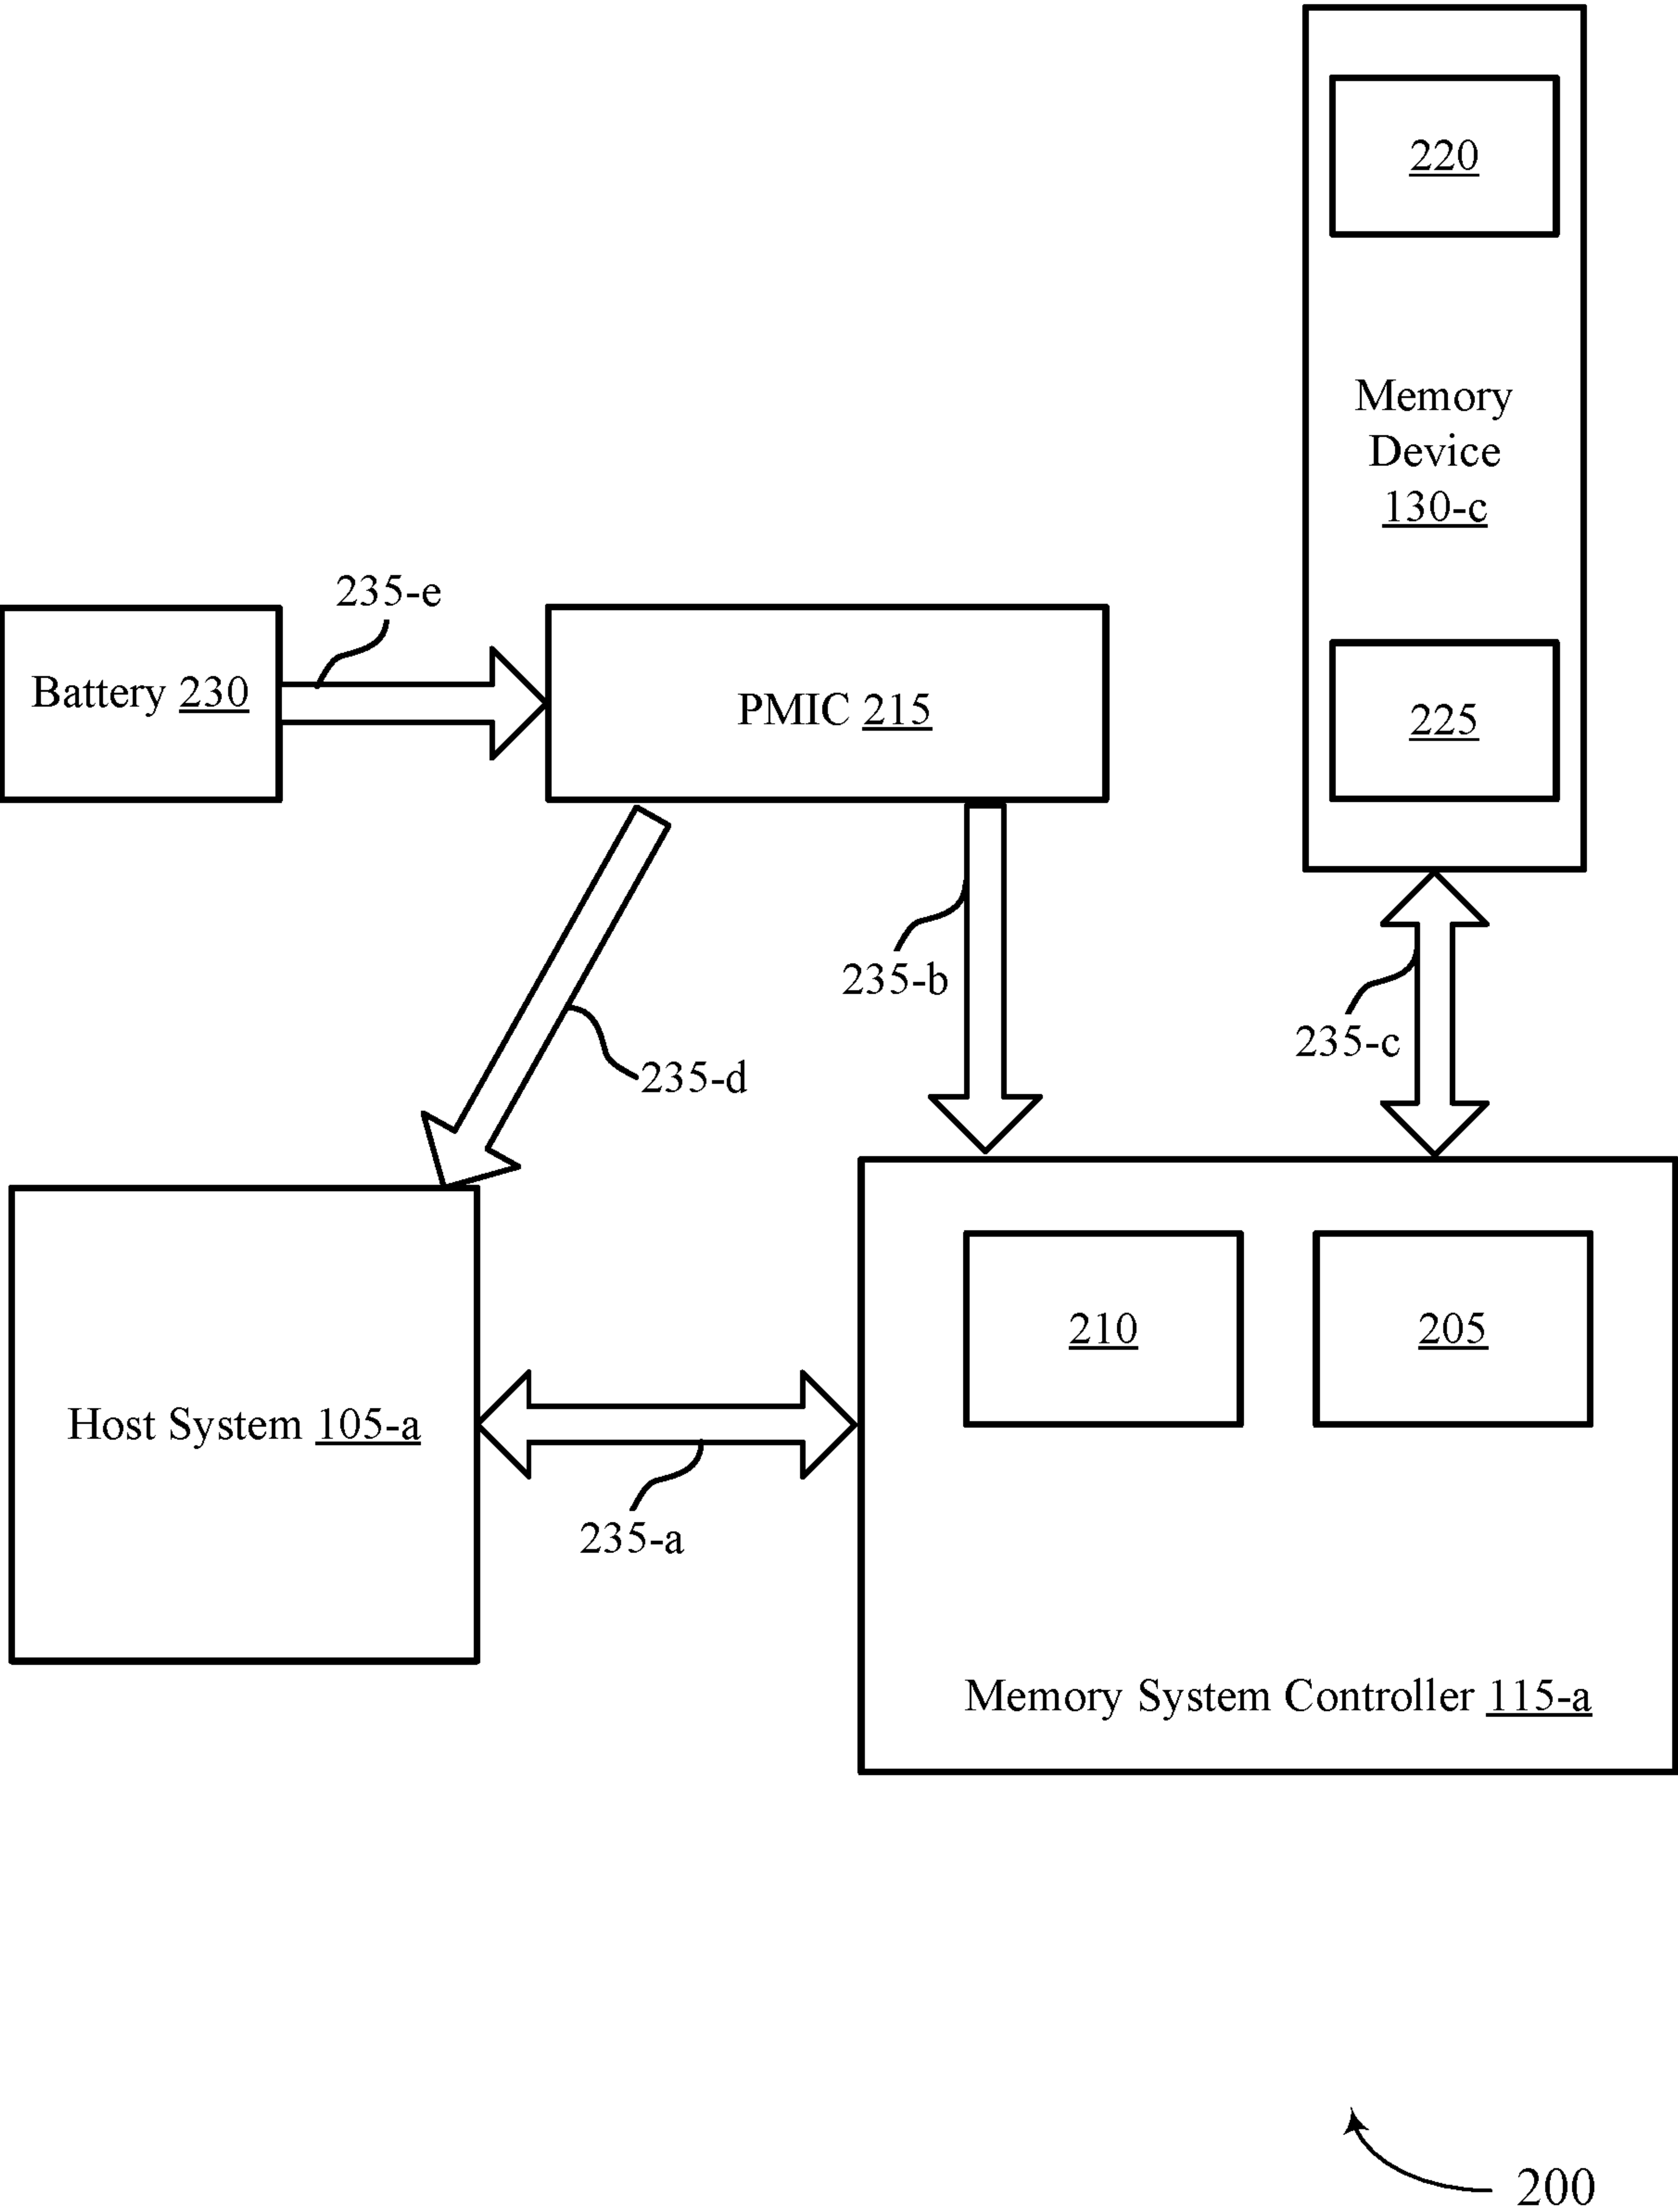 220
Memory
Device
130-c
225
235-e
Battery 230
PMIC 215
235-b
235-c
235-d
210
205
Host System 105-a
235-a
Memory System Controller 115-a
200